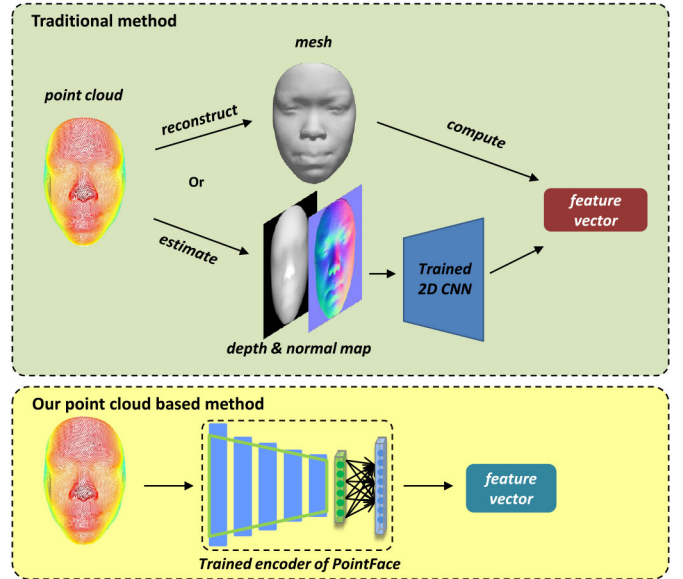 Traditional method
mesh
point cloud
reconstruct
compute
Or
feature
vector
estimate
Trained
2D CNN
depth & normal map
Our point cloud based method
feature
vector
Trained encoder of PointFace